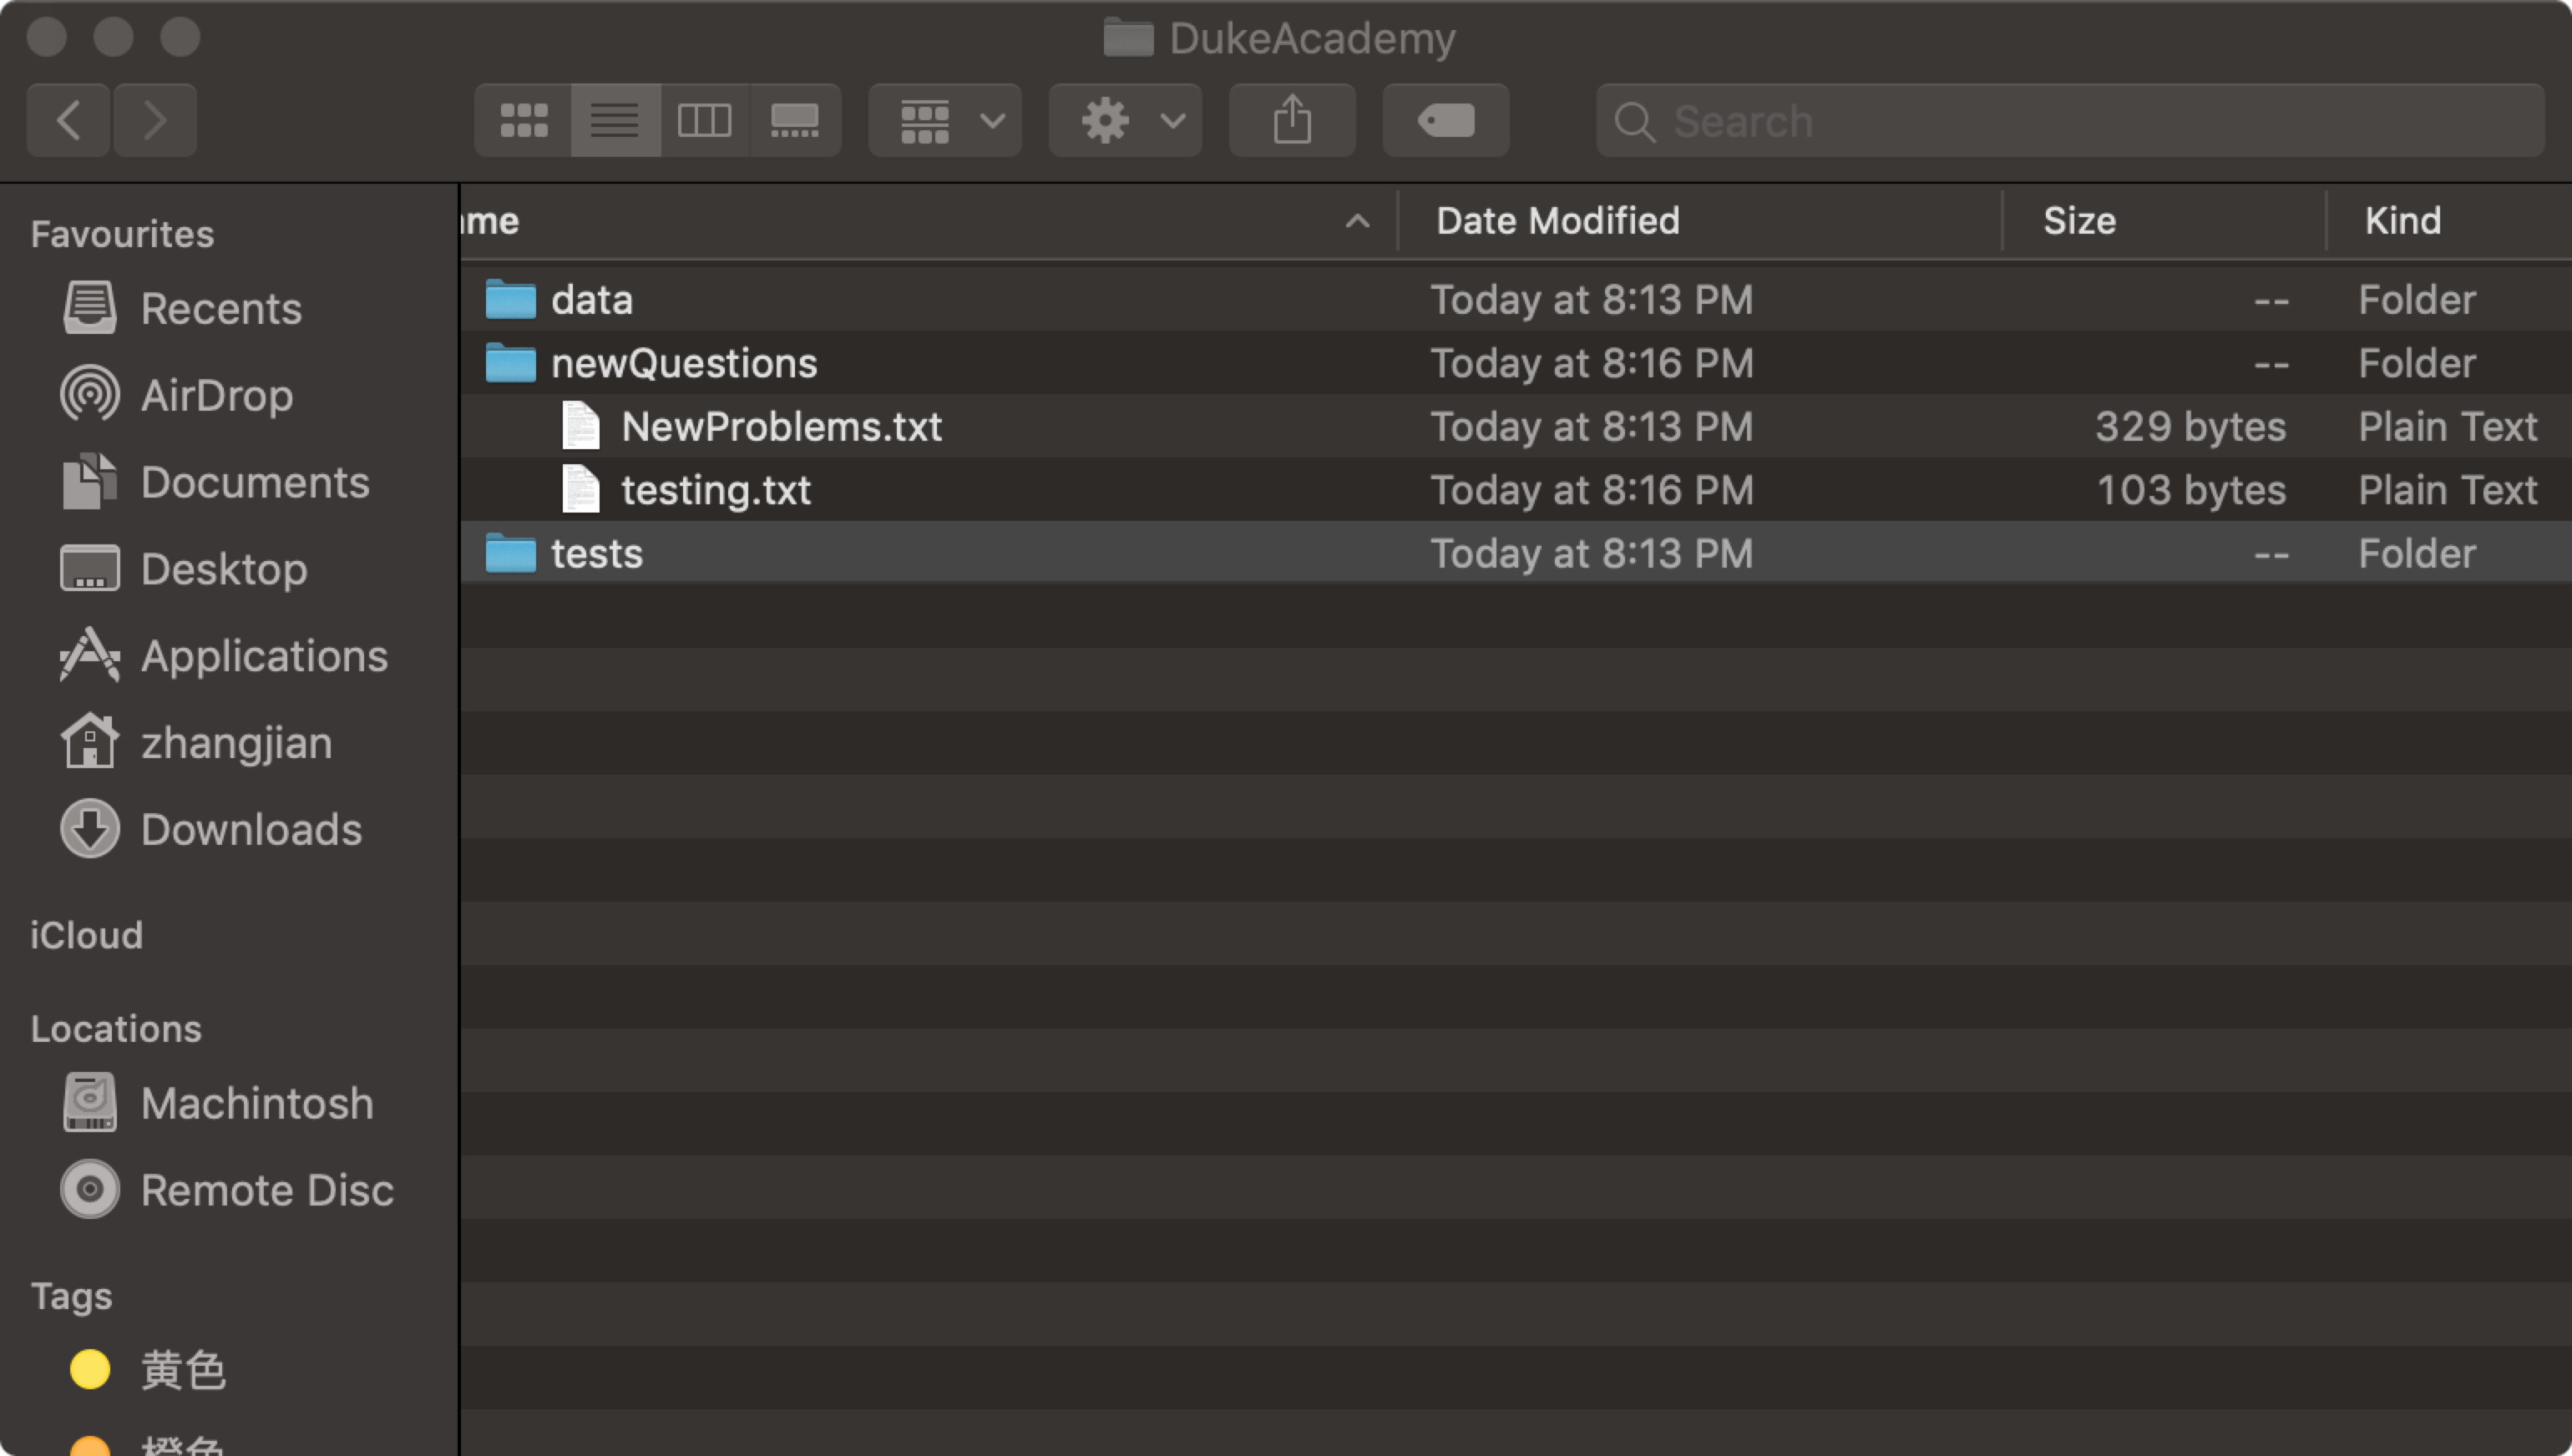 DukeAcademy
Search
Favourites
Recents
AirDrop
Documents
Desktop
Applications
zhangjian
Downloads
iCloud
Locations
Machintosh
Remote Disc
Tags
黄色
橙色
me Date Modified Size Kind
data Today at 8:13 PM -- Folder
newQuestions Today at 8:16 PM -- Folder
NewProblems.txt Today at 8:13 PM 329 bytes Plain Text
testing.txt Today at 8:16 PM 103 bytes Plain Text
tests Today at 8:13 PM -- Folder